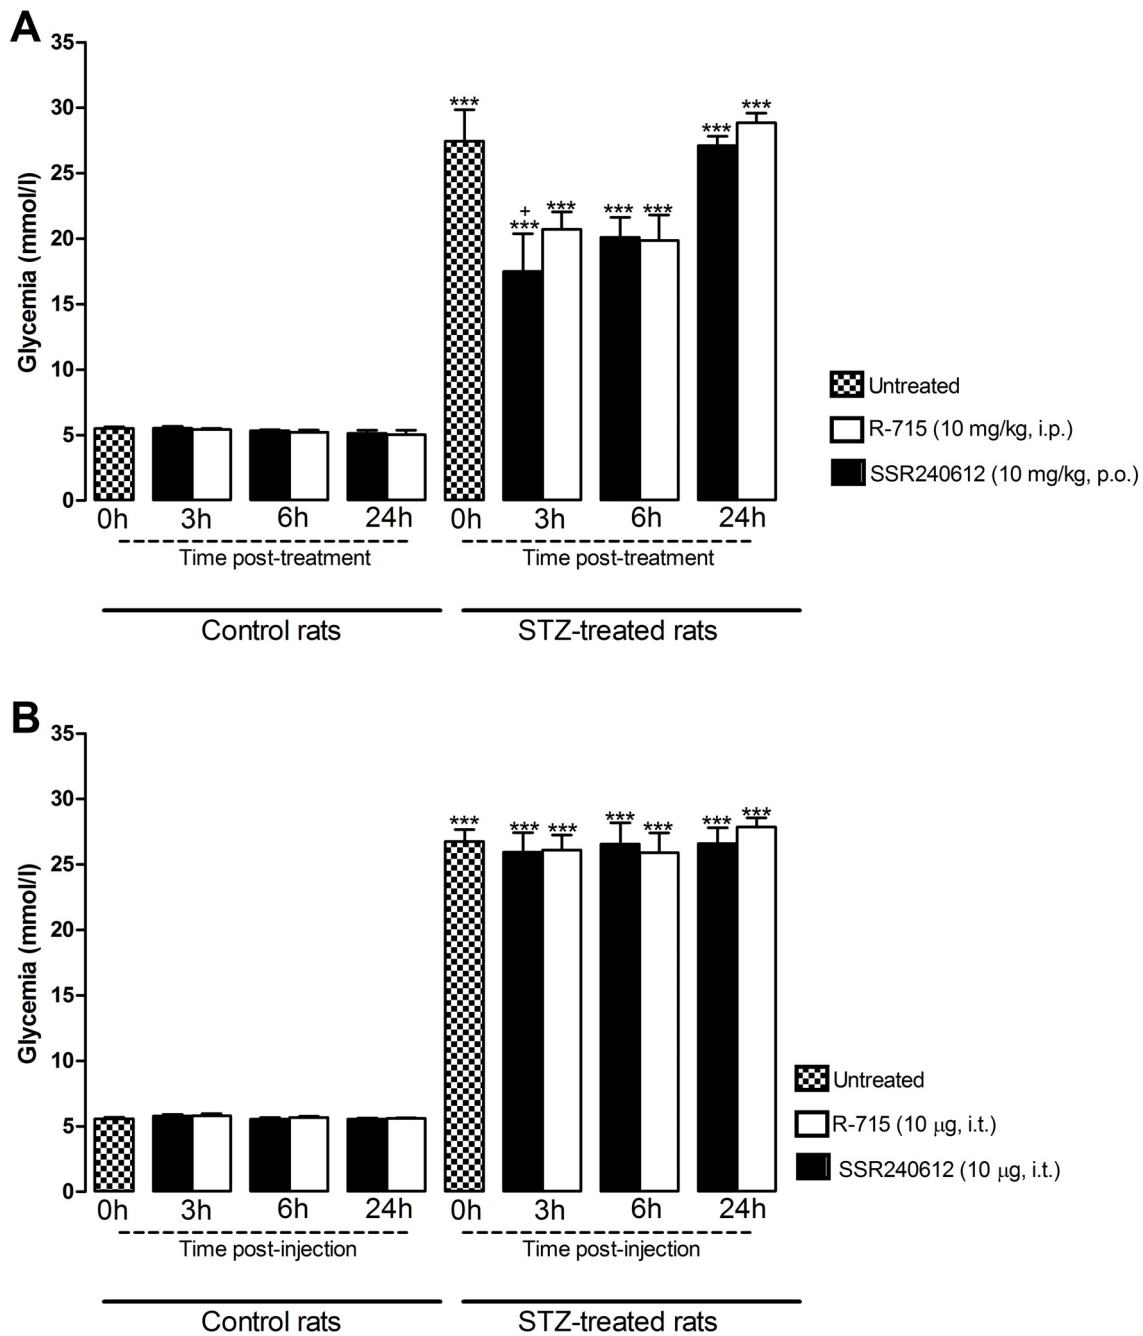 A
35
30
25
20
15
10
5
0
Glycemia (mmol/l)
***
+
***
***
***
***
***
***
0h 3h 6h 24h 0h 3h 6h 24h
Time post-treatment Time post-treatment
Control rats STZ-treated rats
Untreated
R-715 (10 mg/kg, i.p.)
SSR240612 (10 mg/kg, p.o.)
B
35
30
25
20
15
10
5
0
Glycemia (mmol/l)
***
***
***
***
***
***
***
0h 3h 6h 24h 0h 3h 6h 24h
Time post-injection Time post-injection
Control rats STZ-treated rats
Untreated
R-715 (10 µg, i.t.)
SSR240612 (10 µg, i.t.)